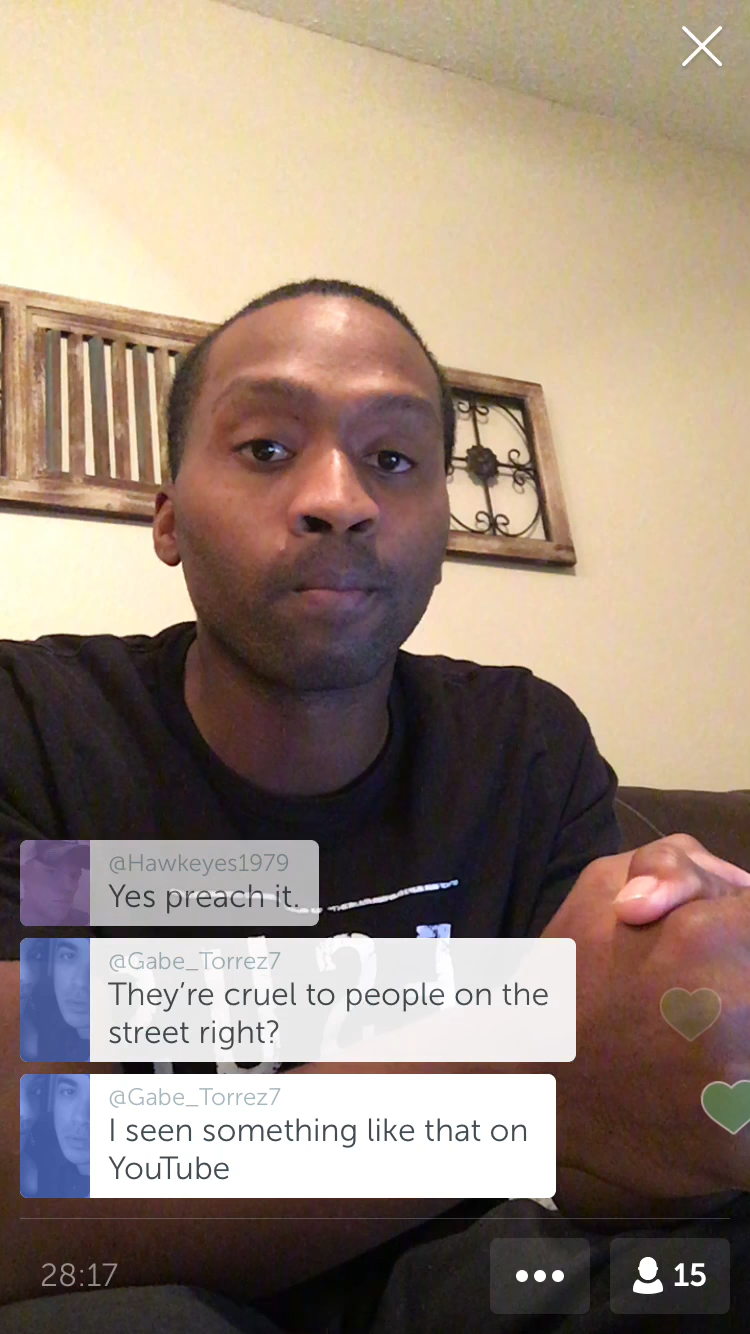 @Hawkeyes1979
Yes preach it.
@Gabe_Torrez7
They're cruel to people on the
street right?
@Gabe_Torrez7
I seen something like that on
YouTube
28:17
15